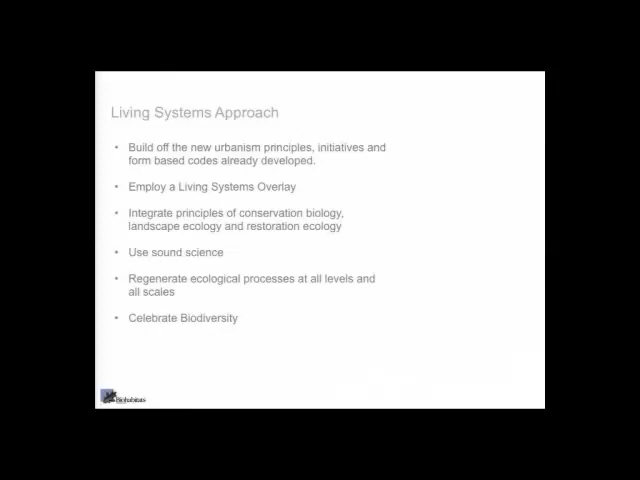 Living Systems Approach
• Build off the new urbanism principles, initiatives and
form based codes already developed.
• Employ a Living Systems Overlay
• Integrate principles of conservation biology,
landscape ecology and restoration ecology
• Use sound science
• Regenerate ecological processes at all levels and
all scales
• Celebrate Biodiversity
Biohabitats